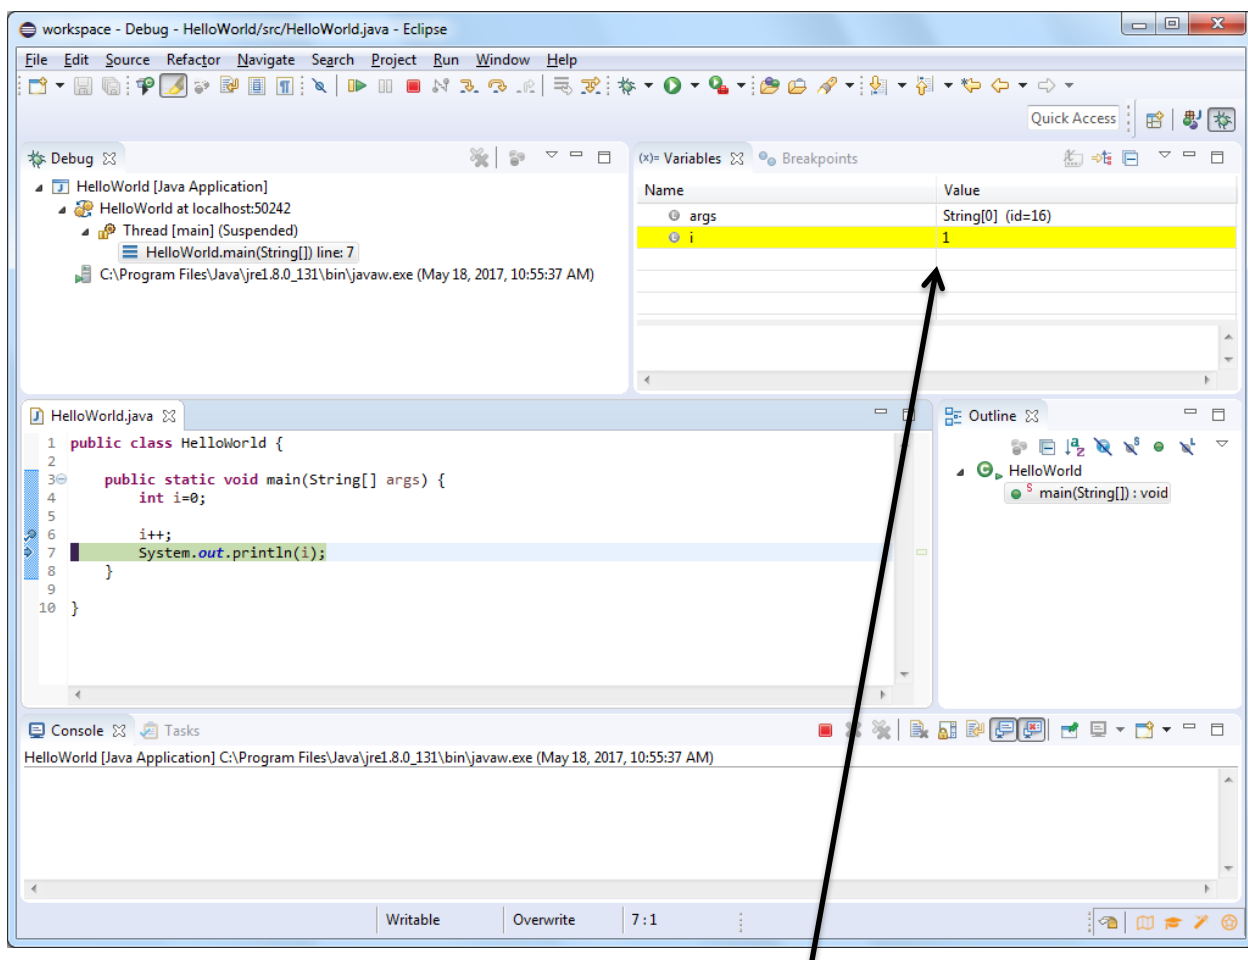 workspace - Debug - HelloWorld/src/HelloWorld.java - Eclipse
File Edit Source Refactor Navigate Search Project Run Window Help
Quick Access
Debug
HelloWorld [Java Application]
HelloWorld at localhost:50242
Thread [main] (Suspended)
HelloWorld.main(String[]) line: 7
C:\Program Files\Java\jre1.8.0_131\bin\javaw.exe (May 18, 2017, 10:55:37 AM)
(x)= Variables Breakpoints
Name Value
args String[0] (id=16)
i 1
HelloWorld.java
1 public class HelloWorld {
2
3 public static void main(String[] args) {
4 int i=0;
5
6 i++;
7 System.out.println(i);
8 }
9
10 }
Outline
HelloWorld
S main(String[]) : void
Console Tasks
HelloWorld [Java Application] C:\Program Files\Java\jre1.8.0_131\bin\javaw.exe (May 18, 2017, 10:55:37 AM)
Writable Overwrite 7 : 1